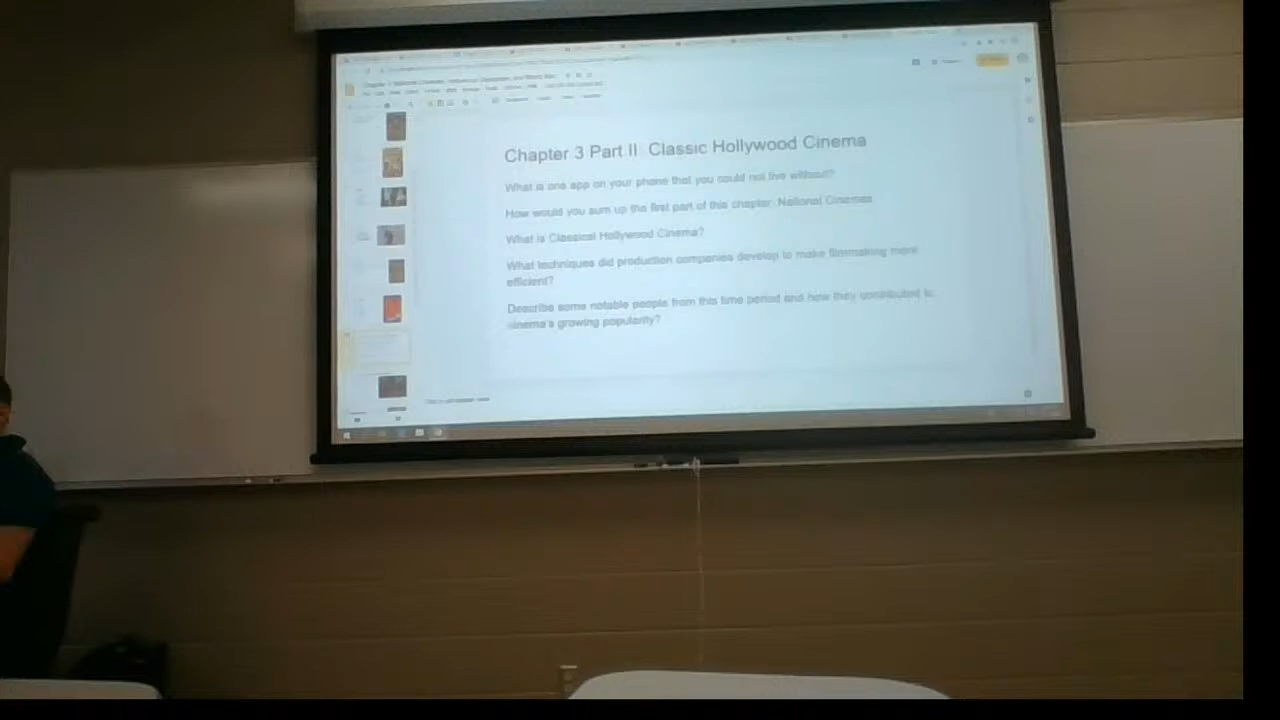 Chapter 3 Part II Classic Hollywood Cinema
What is one app on your phone that you could not live without?
How would you sum up the first part of this chapter: National Cinemas
What is Classical Hollywood Cinema?
What techniques did production companies develop to make filmmaking more
efficient?
Describe some notable people from this time period and how they contributed to
cinema's growing popularity?